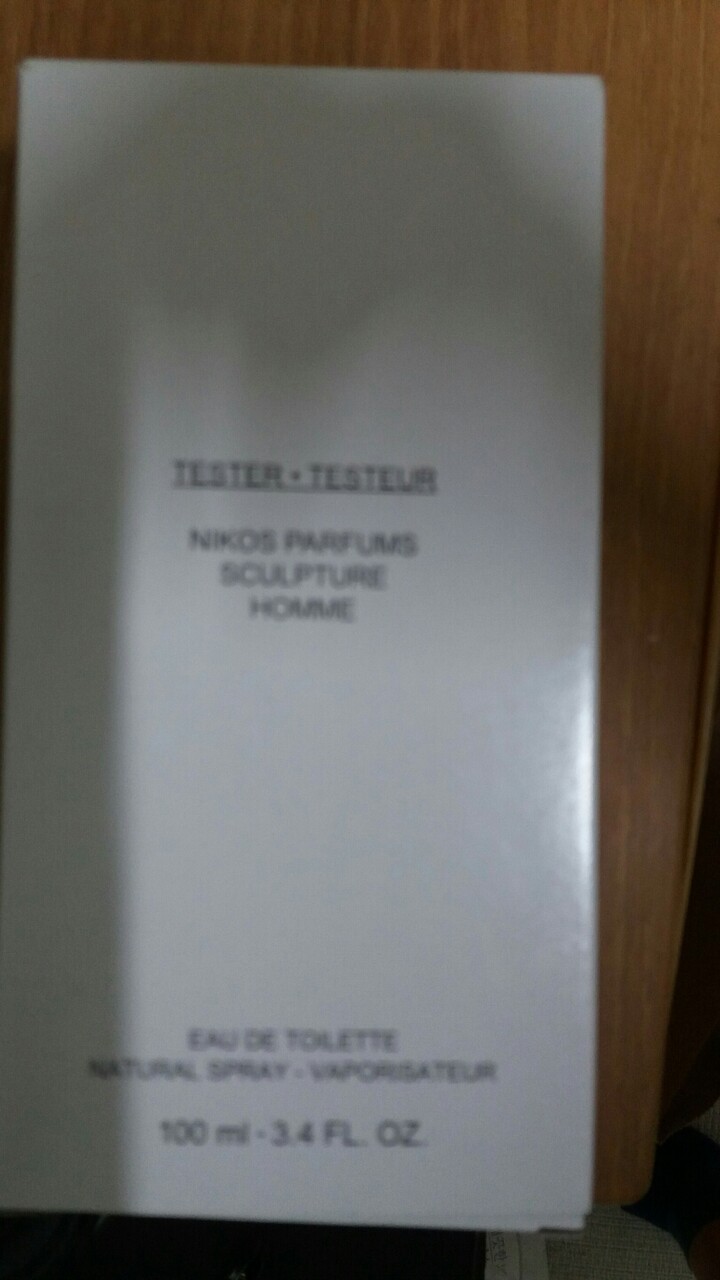 TESTER • TESTEUR
NIKOS PARFUMS
SCULPTURE
HOMME
EAU DE TOILETTE
NATURAL SPRAY - VAPORISATEUR
100 ml - 3.4 FL. OZ.